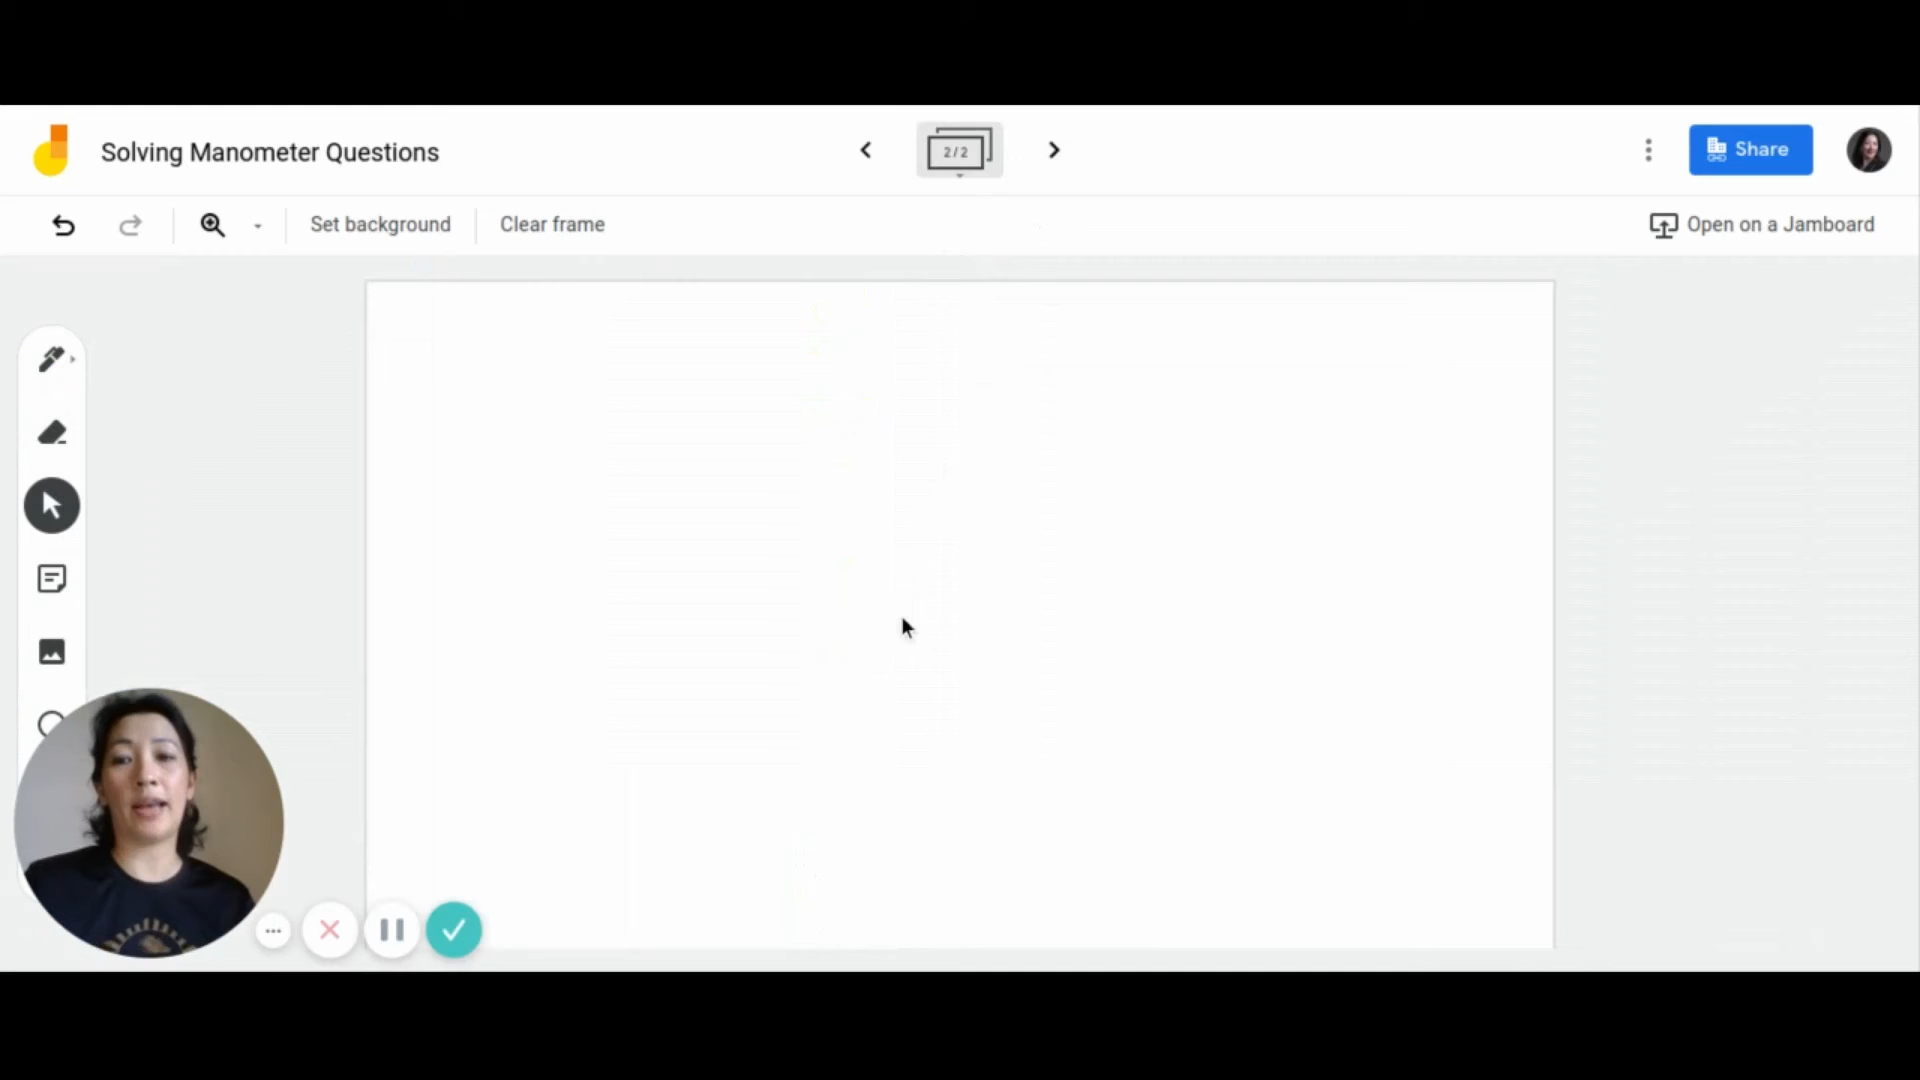 Solving Manometer Questions
2/2
Share
Set background
Clear frame
Open on a Jamboard